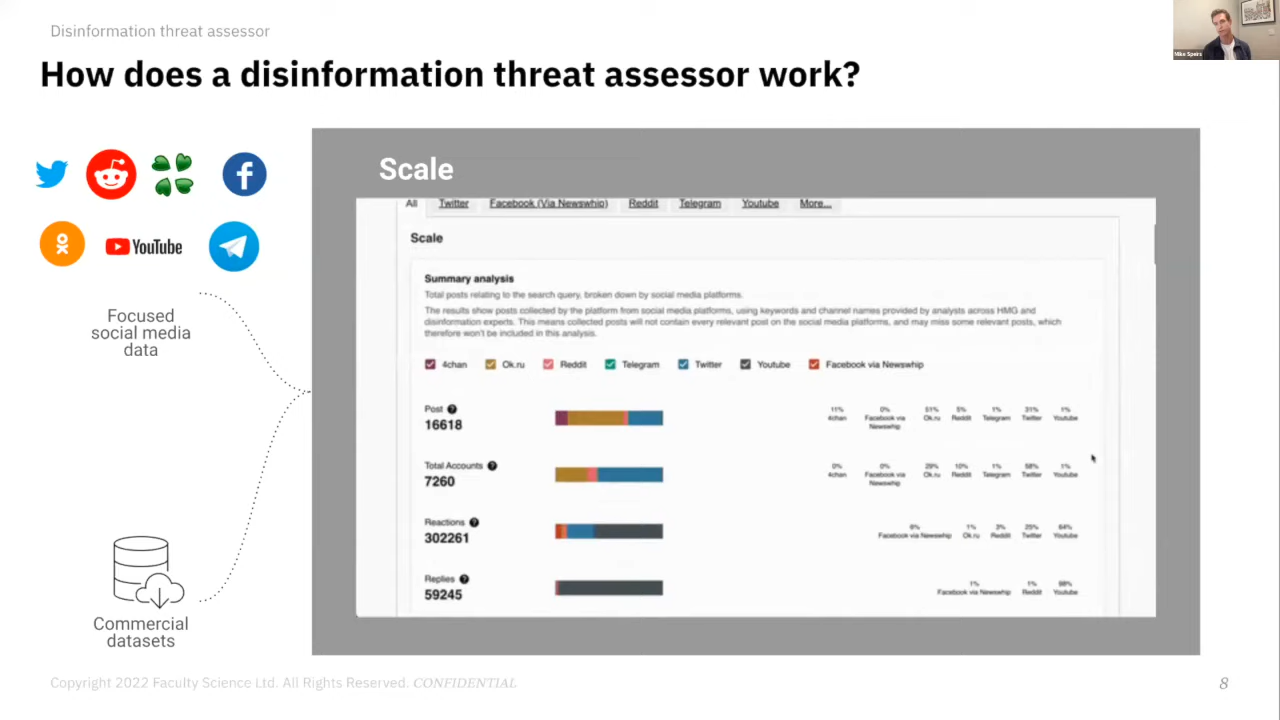 Disinformation threat assessor
How does a disinformation threat assessor work?
Mike Speirs
YouTube
Focused
social media
data
Commercial
datasets
Scale
All Twitter Facebook (Via Newswhip) Reddit Telegram Youtube More...
Scale
Summary analysis
Total posts relating to the search query, broken down by social media platforms.
The results show posts collected by the platform from social media platforms, using keywords and channel names provided by analysts across HMG and
disinformation experts. This means collected posts will not contain every relevant post on the social media platforms, and may miss some relevant posts, which
therefore won't be included in this analysis.
4chan Ok.ru Reddit Telegram Twitter Youtube Facebook via Newswhip
Post
16618
11% 0% 51% 5% 1% 31% 1%
4chan Facebook via Ok.ru Reddit Telegram Twitter Youtube
Newswhip
Total Accounts
7260
0% 0% 29% 10% 1% 58% 1%
4chan Facebook via Ok.ru Reddit Telegram Twitter Youtube
Newswhip
Reactions
302261
1% 3% 25% 64%
Facebook via Newswhip Ok.ru Reddit Twitter Youtube
Replies
59245
1% 1% 98%
Facebook via Newswhip Reddit Youtube
Copyright 2022 Faculty Science Ltd. All Rights Reserved. CONFIDENTIAL
8